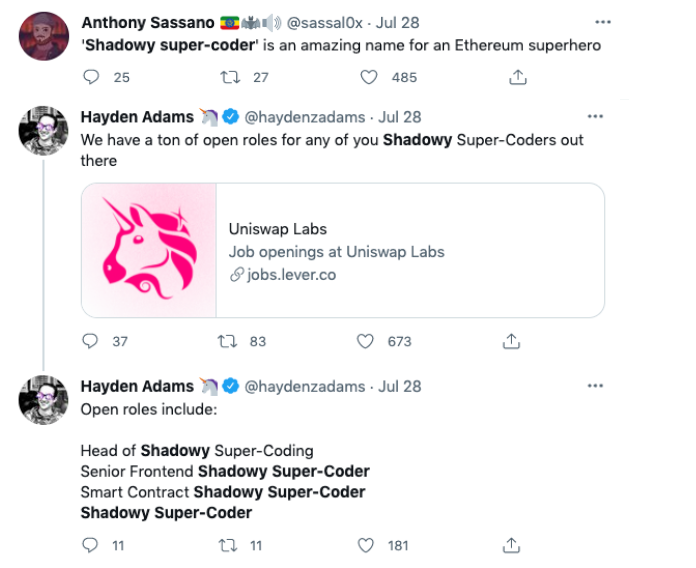 Anthony Sassano 🇪🇹🦇🔊 @sassal0x · Jul 28
'Shadowy super-coder' is an amazing name for an Ethereum superhero
25 27 485
Hayden Adams 🦄 @haydenzadams · Jul 28
We have a ton of open roles for any of you Shadowy Super-Coders out
there
Uniswap Labs
Job openings at Uniswap Labs
jobs.lever.co
37 83 673
Hayden Adams 🦄 @haydenzadams · Jul 28
Open roles include:
Head of Shadowy Super-Coding
Senior Frontend Shadowy Super-Coder
Smart Contract Shadowy Super-Coder
Shadowy Super-Coder
11 11 181